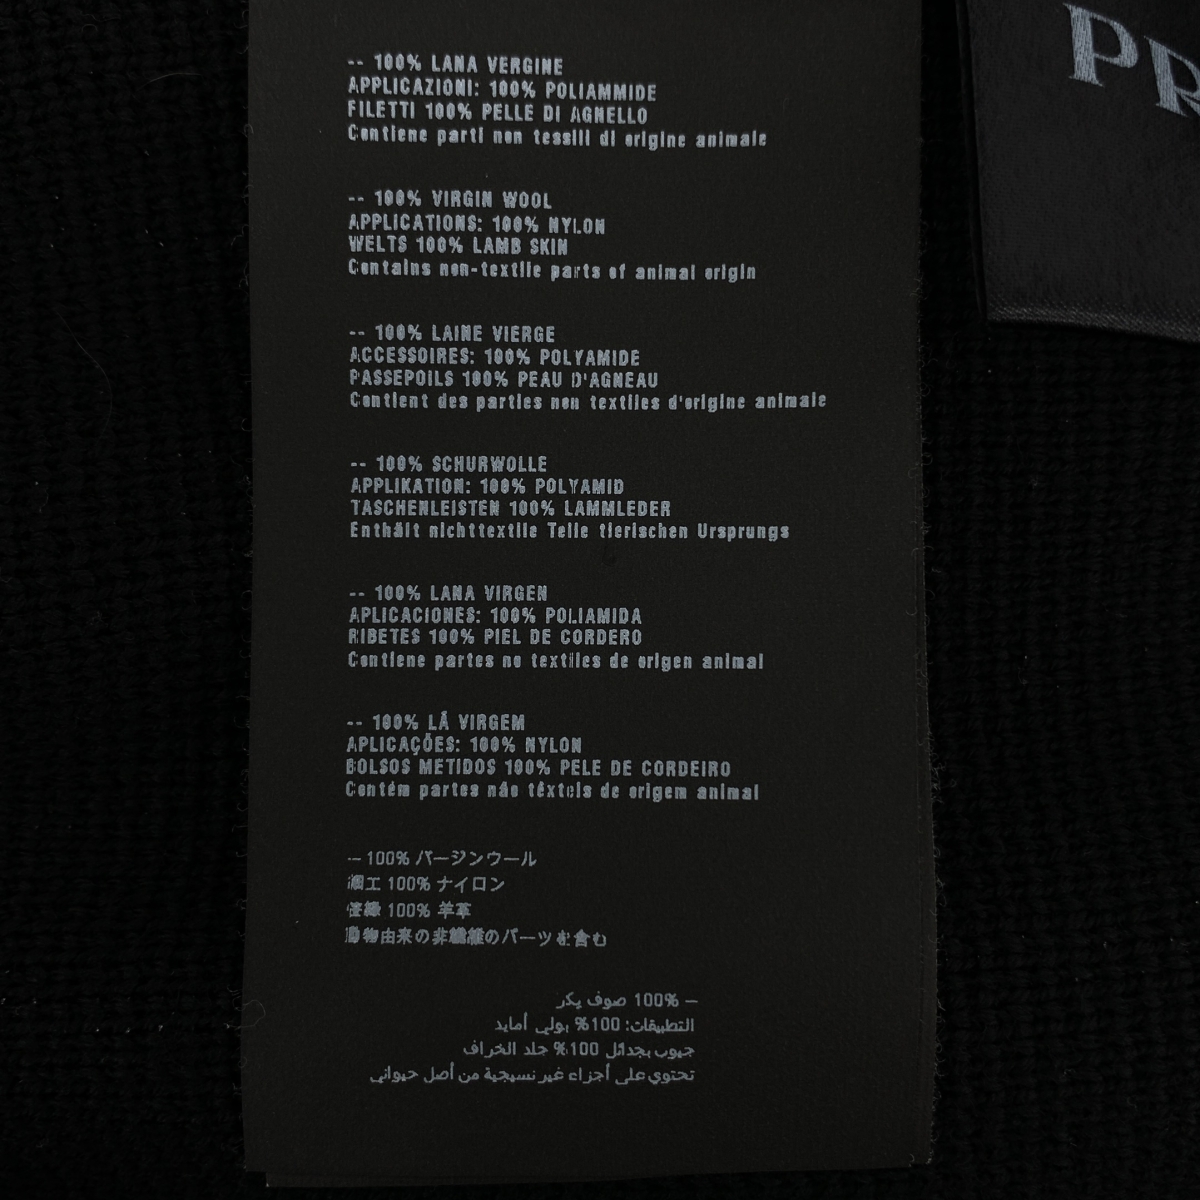 -- 100% LANA VERGINE
APPLICAZIONI: 100% POLIAMMIDE
FILETTI 100% PELLE DI AGNELLO
Contiene parti non tessili di origine animale
-- 100% VIRGIN WOOL
APPLICATIONS: 100% NYLON
WELTS 100% LAMB SKIN
Contains non-textile parts of animal origin
-- 100% LAINE VIERGE
ACCESSOIRES: 100% POLYAMIDE
PASSEPOILS 100% PEAU D'AGNEAU
Contient des parties non textiles d'origine animale
-- 100% SCHURWOLLE
APPLIKATION: 100% POLYAMID
TASCHENLEISTEN 100% LAMMLEDER
Enthält nichttextile Teile tierischen Ursprungs
-- 100% LANA VIRGEN
APLICACIONES: 100% POLIAMIDA
RIBETES 100% PIEL DE CORDERO
Contiene partes no textiles de origen animal
-- 100% LÃ VIRGEM
APLICAÇÕES: 100% NYLON
BOLSOS METIDOS 100% PELE DE CORDEIRO
Contém partes não têxteis de origem animal
-- 100% バージンウール
100% ナイロン
100% 羊革
動物由来の非繊維のパーツを含む
– 100% صوف بكر
التطبيقات: 100% بولي أمايد
جيوب بجدائل 100% جلد الخراف
تحتوي على أجزاء غير نسيجية من أصل حيواني
PR